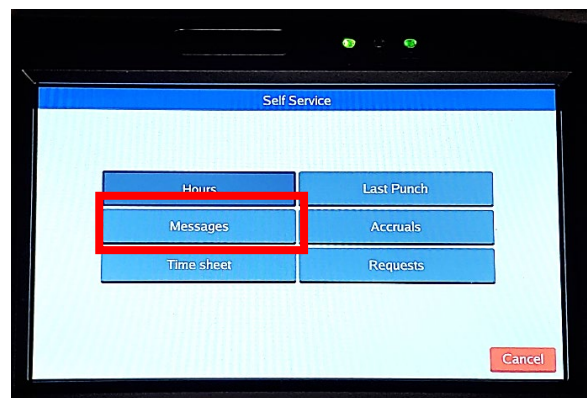 Self Service
Hours Last Punch
Messages Accruals
Time sheet Requests
Cancel